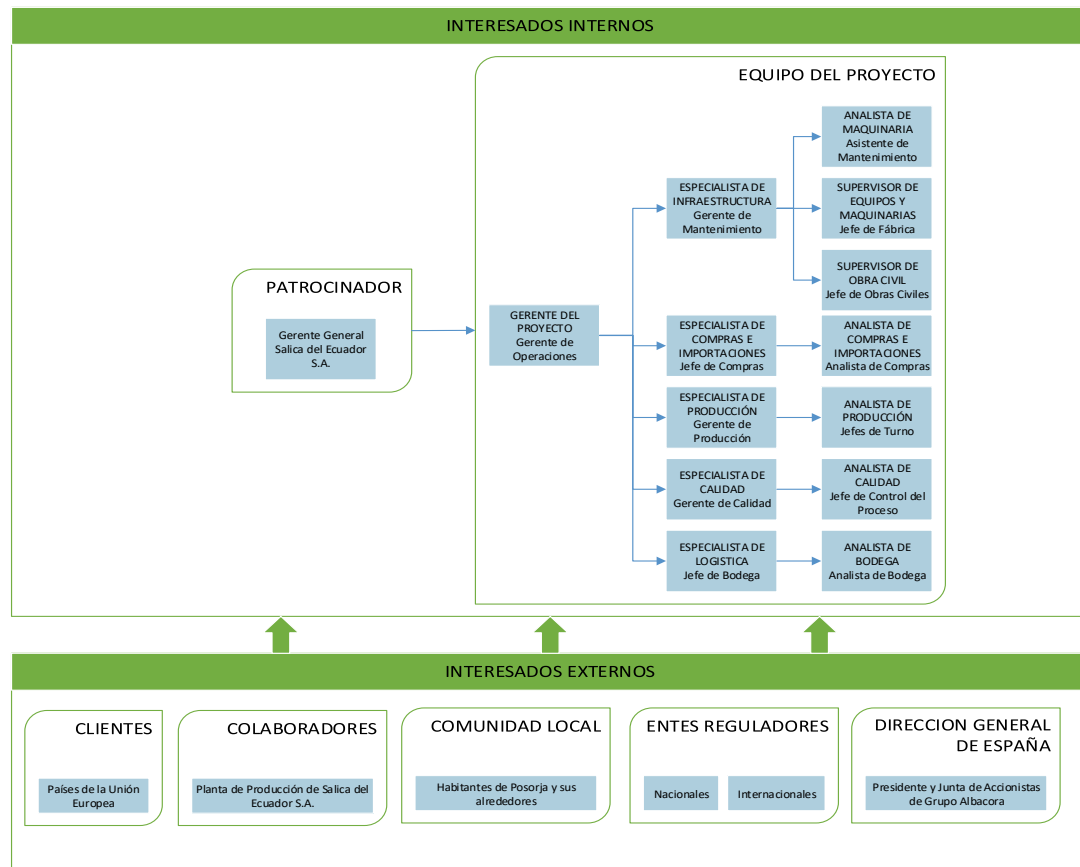 INTERESADOS INTERNOS
EQUIPO DEL PROYECTO
PATROCINADOR
Gerente General
Salica del Ecuador
S.A.
GERENTE DEL
PROYECTO
Gerente de
Operaciones
ESPECIALISTA DE
INFRAESTRUCTURA
Gerente de
Mantenimiento
ANALISTA DE
MAQUINARIA
Asistente de
Mantenimiento
SUPERVISOR DE
EQUIPOS Y
MAQUINARIAS
Jefe de Fábrica
SUPERVISOR DE
OBRA CIVIL
Jefe de Obras Civiles
ESPECIALISTA DE
COMPRAS E
IMPORTACIONES
Jefe de Compras
ANALISTA DE
COMPRAS E
IMPORTACIONES
Analista de Compras
ESPECIALISTA DE
PRODUCCIÓN
Gerente de
Producción
ANALISTA DE
PRODUCCIÓN
Jefes de Turno
ESPECIALISTA DE
CALIDAD
Gerente de Calidad
ANALISTA DE
CALIDAD
Jefe de Control del
Proceso
ESPECIALISTA DE
LOGISTICA
Jefe de Bodega
ANALISTA DE
BODEGA
Analista de Bodega
INTERESADOS EXTERNOS
CLIENTES
Países de la Unión
Europea
COLABORADORES
Planta de Producción de Salica del
Ecuador S.A.
COMUNIDAD LOCAL
Habitantes de Posorja y sus
alrededores
ENTES REGULADORES
Nacionales
Internacionales
DIRECCION GENERAL
DE ESPAÑA
Presidente y Junta de Accionistas
de Grupo Albacora